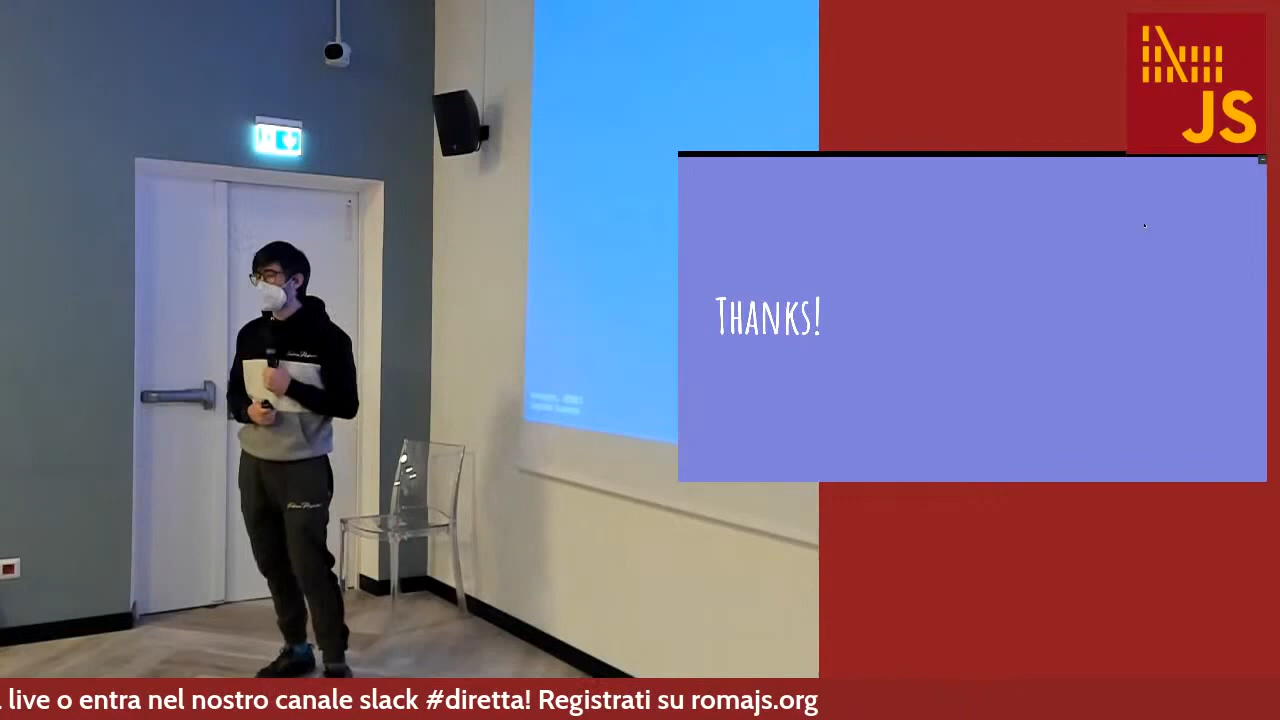 JS
Thanks!
live o entra nel nostro canale slack #diretta! Registrati su romajs.org